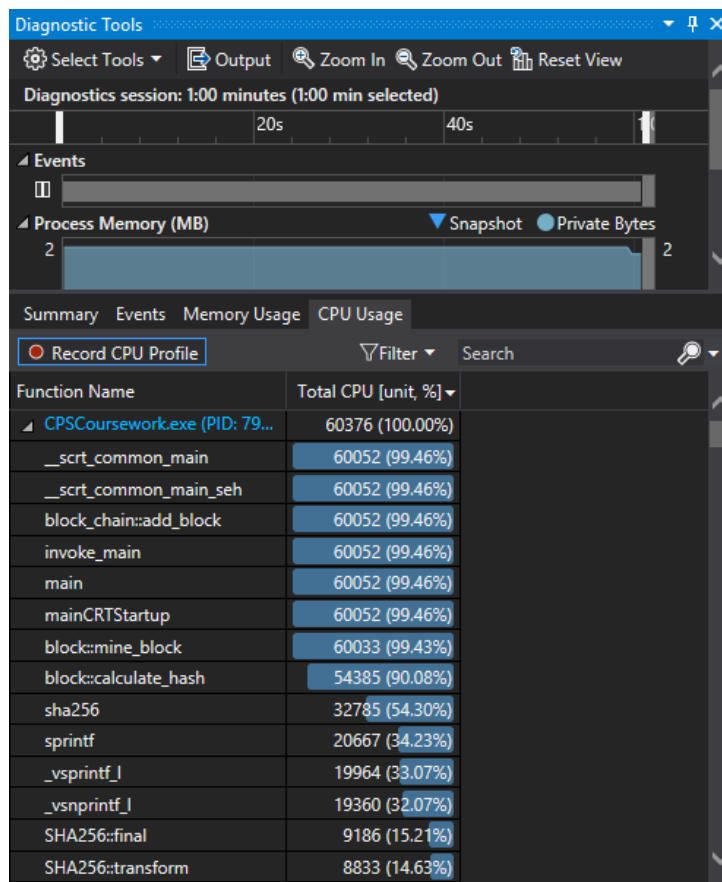 Diagnostic Tools
Select Tools Output Zoom In Zoom Out Reset View
Diagnostics session: 1:00 minutes (1:00 min selected)
20s 40s
Events
Process Memory (MB) Snapshot Private Bytes
2 2
Summary Events Memory Usage CPU Usage
Record CPU Profile Filter Search
Function Name Total CPU [unit, %]
CPSCoursework.exe (PID: 79... 60376 (100.00%)
__scrt_common_main 60052 (99.46%)
__scrt_common_main_seh 60052 (99.46%)
block_chain::add_block 60052 (99.46%)
invoke_main 60052 (99.46%)
main 60052 (99.46%)
mainCRTStartup 60052 (99.46%)
block::mine_block 60033 (99.43%)
block::calculate_hash 54385 (90.08%)
sha256 32785 (54.30%)
sprintf 20667 (34.23%)
_vsprintf_l 19964 (33.07%)
_vsnprintf_l 19360 (32.07%)
SHA256::final 9186 (15.21%)
SHA256::transform 8833 (14.63%)